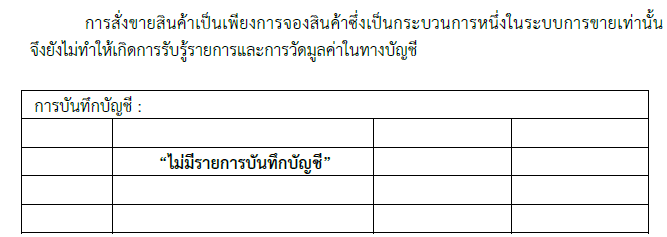 การสั่งขายสินค้าเป็นเพียงการจองสินค้าซึ่งเป็นกระบวนการหนึ่งในระบบการขายเท่านั้น
จึงยังไม่ทำให้เกิดการรับรู้รายการและการวัดมูลค่าในทางบัญชี
การบันทึกบัญชี :
“ไม่มีรายการบันทึกบัญชี”